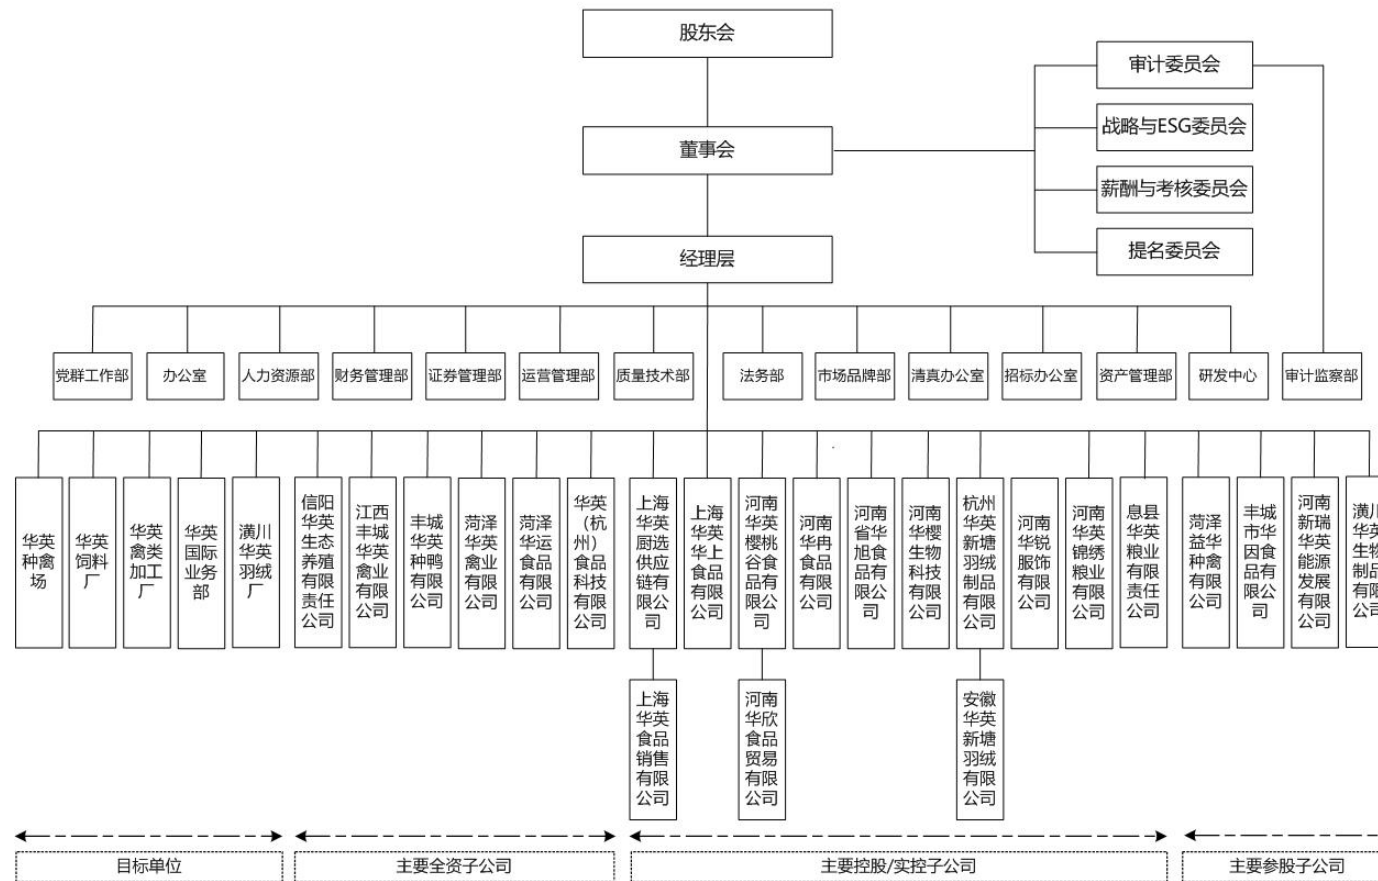 股东会
审计委员会
战略与ESG委员会
董事会
薪酬与考核委员会
提名委员会
经理层
党群工作部
办公室
人力资源部
财务管理部
证券管理部
运营管理部
质量技术部
法务部
市场品牌部
清真办公室
招标办公室
资产管理部
研发中心
审计监察部
华英
种禽
场
华英
饲料
厂
华英
禽类
加工
厂
华英
国际
业务
部
潢川
华英
羽绒
厂
信阳
华英
生态
养殖
有限
责任
公司
江西
丰城
华英
禽业
有限
公司
丰城
华英
种鸭
有限
公司
菏泽
华英
禽业
有限
公司
菏泽
华运
食品
有限
公司
华英
（杭
州）
食品
科技
有限
公司
上海
华英
厨选
供应
链有
限公
司
上海
华英
华上
食品
有限
公司
河南
华英
樱桃
谷食
品有
限公
司
河南
华冉
食品
有限
公司
河南
省华
旭食
品有
限公
司
河南
华樱
生物
科技
有限
公司
杭州
华英
新塘
羽绒
制品
有限
公司
河南
华锐
服饰
有限
公司
河南
华英
锦绣
粮业
有限
公司
息县
华英
粮业
有限
责任
公司
菏泽
益华
种禽
有限
公司
丰城
市华
因食
品有
限公
司
河南
新瑞
华英
能源
发展
有限
公司
潢川
华英
生物
制品
有限
公司
上海
华英
食品
销售
有限
公司
河南
华欣
食品
贸易
有限
公司
安徽
华英
新塘
羽绒
有限
公司
目标单位
主要全资子公司
主要控股/实控子公司
主要参股子公司